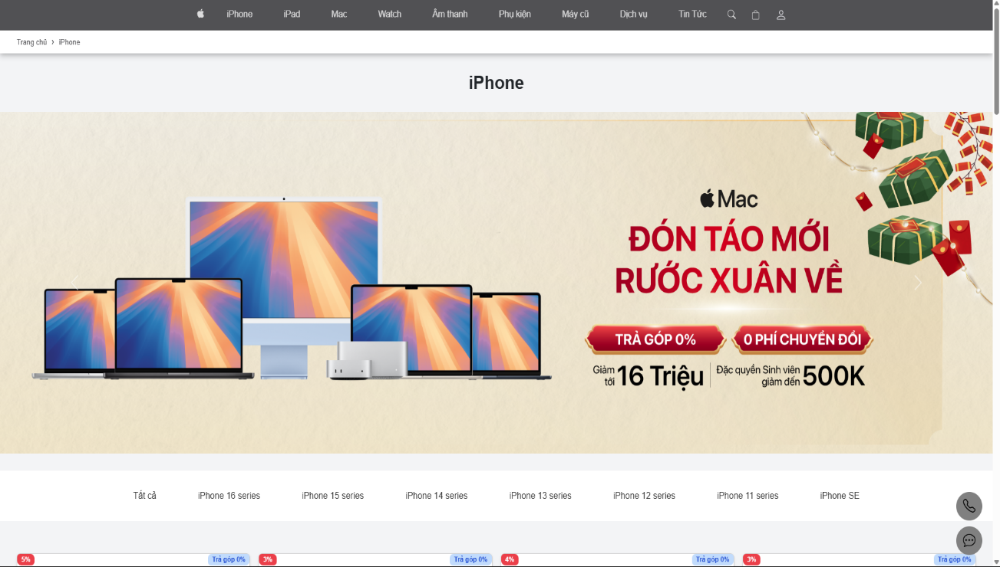 iPhone iPad Mac Watch Âm thanh Phụ kiện Máy cũ Dịch vụ Tin Tức
Trang chủ › iPhone
iPhone
Mac
ĐÓN TÁO MỚI
RƯỚC XUÂN VỀ
TRẢ GÓP 0% 0 PHÍ CHUYỂN ĐỔI
Giảm tới 16 Triệu Đặc quyền Sinh viên giảm đến 500K
Tất cả iPhone 16 series iPhone 15 series iPhone 14 series iPhone 13 series iPhone 12 series iPhone 11 series iPhone SE
5% Trả góp 0% 3% Trả góp 0% 4% Trả góp 0% 3% Trả góp 0%